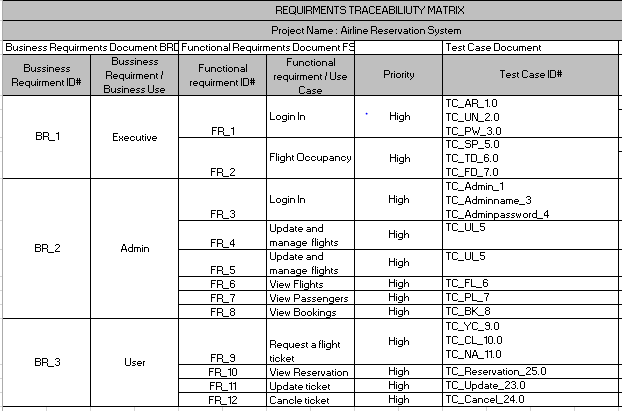 REQUIRMENTS TRACEABILIUTY MATRIX
Project Name : Airline Reservation System
Bussiness Requirments Document BRD Functional Requirments Document FS Test Case Document
Bussiness Requirment ID# Bussiness Requirment / Business Use Functional requirment ID# Functional requirment / Use Case Priority Test Case ID#
BR_1 Executive FR_1 Login In High TC_AR_1.0
TC_UN_2.0
TC_PW_3.0
FR_2 Flight Occupancy High TC_SP_5.0
TC_TD_6.0
TC_FD_7.0
BR_2 Admin FR_3 Login In High TC_Admin_1
TC_Adminname_3
TC_Adminpassword_4
FR_4 Update and manage flights High TC_UI_5
FR_5 Update and manage flights High TC_UI_5
FR_6 View Flights High TC_FL_6
FR_7 View Passengers High TC_PL_7
FR_8 View Bookings High TC_BK_8
BR_3 User FR_9 Request a flight ticket High TC_YC_9.0
TC_CL_10.0
TC_NA_11.0
FR_10 View Reservation High TC_Reservation_25.0
FR_11 Update ticket High TC_Update_23.0
FR_12 Cancle ticket High TC_Cancel_24.0